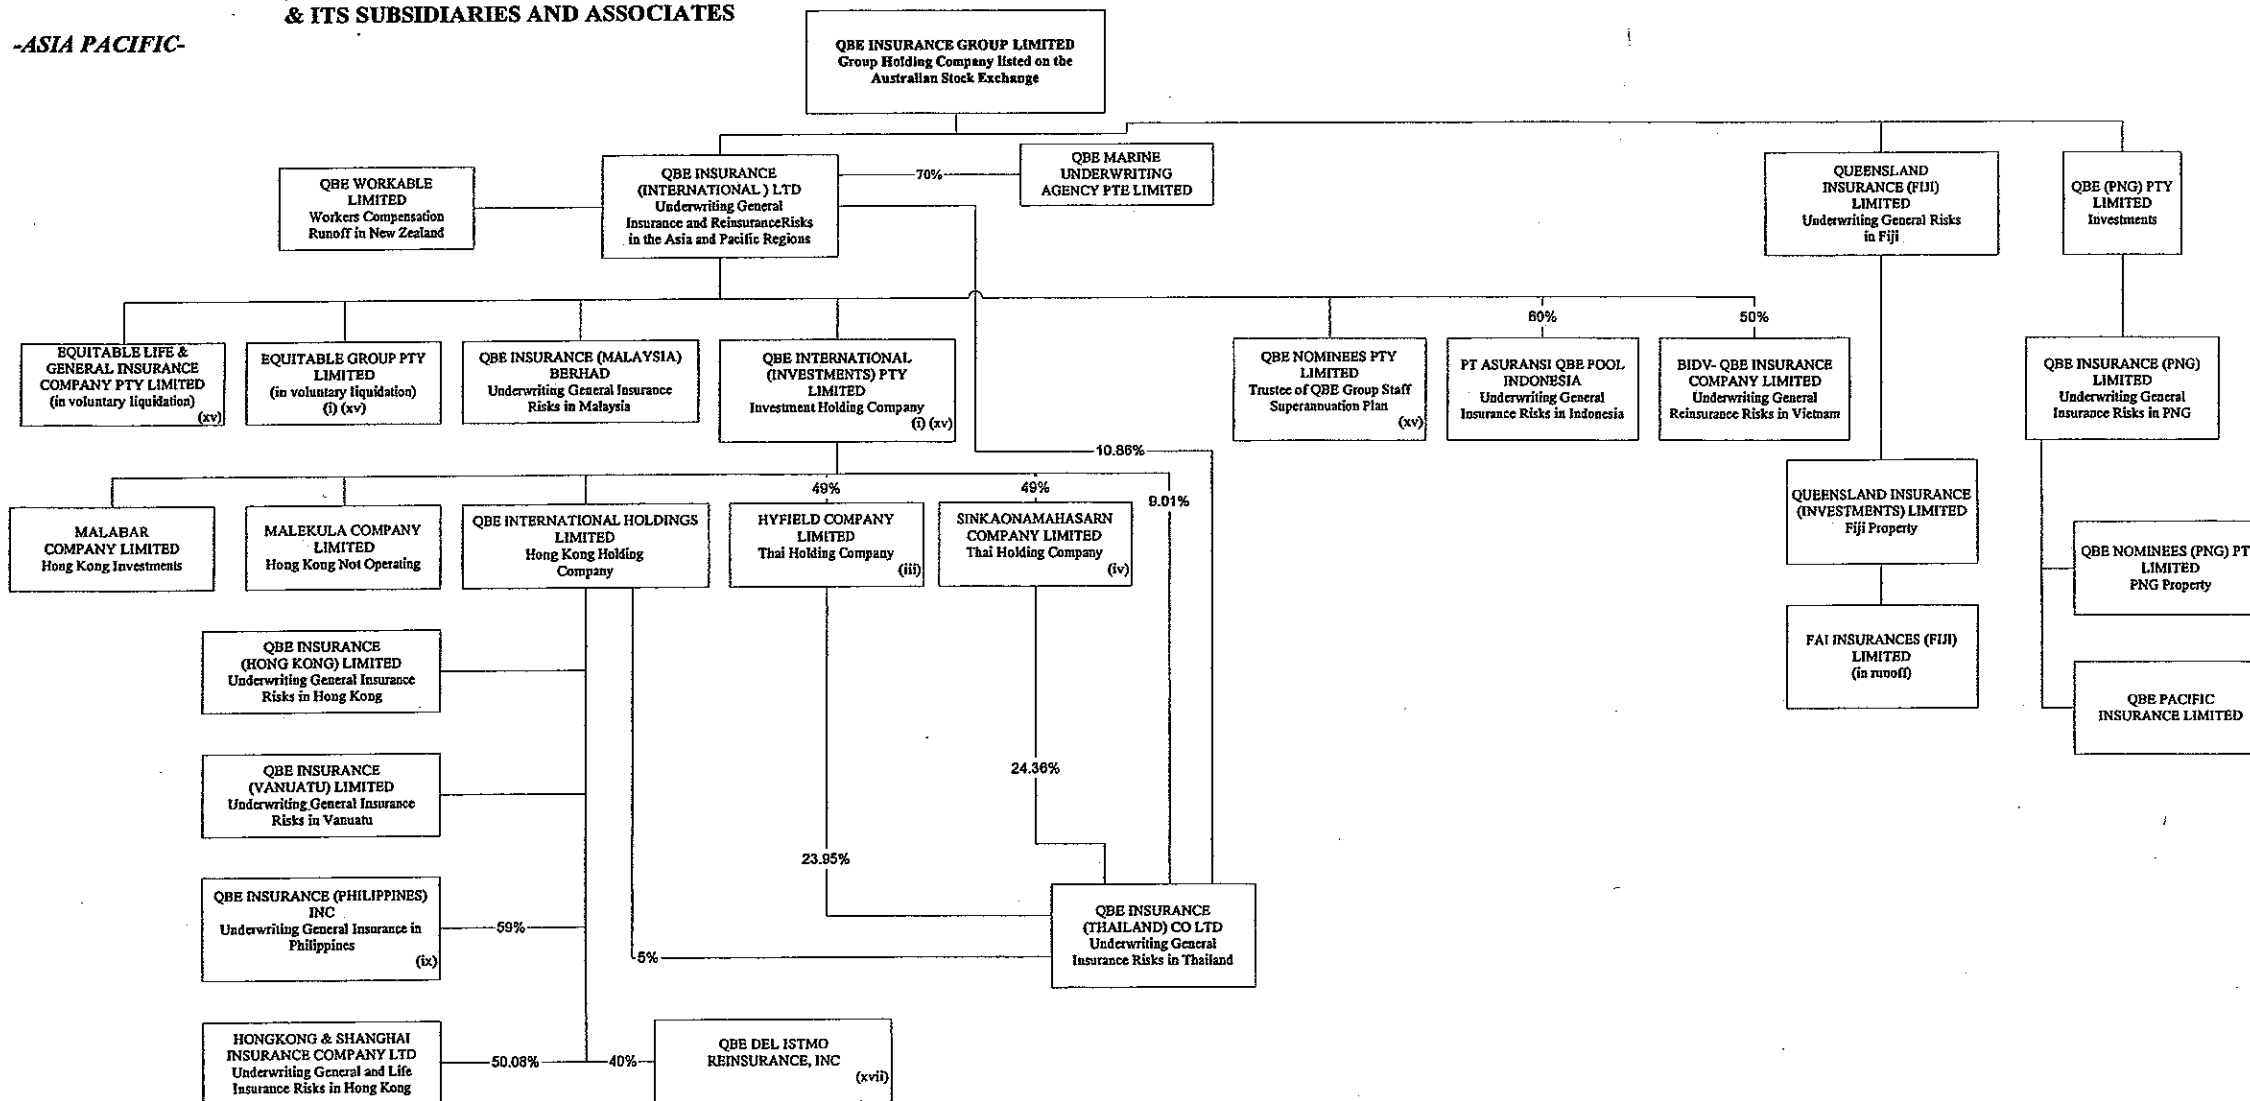 & ITS SUBSIDIARIES AND ASSOCIATES
-ASIA PACIFIC-
QBE INSURANCE GROUP LIMITED
Group Holding Company listed on the
Australian Stock Exchange
QBE WORKABLE
LIMITED
Workers Compensation
Runoff in New Zealand
QBE INSURANCE
(INTERNATIONAL ) LTD
Underwriting General
Insurance and ReinsuranceRisks
in the Asia and Pacific Regions
70%
QBE MARINE
UNDERWRITING
AGENCY PTE LIMITED
QUEENSLAND
INSURANCE (FIJI)
LIMITED
Underwriting General Risks
in Fiji
QBE (PNG) PTY
LIMITED
Investments
EQUITABLE LIFE &
GENERAL INSURANCE
COMPANY PTY LIMITED
(in voluntary liquidation)
(xv)
EQUITABLE GROUP PTY
LIMITED
(in voluntary liquidation)
(i) (xv)
QBE INSURANCE (MALAYSIA)
BERHAD
Underwriting General Insurance
Risks in Malaysia
QBE INTERNATIONAL
(INVESTMENTS) PTY
LIMITED
Investment Holding Company
(i) (xv)
QBE NOMINEES PTY
LIMITED
Trustee of QBE Group Staff
Superannuation Plan
(xv)
60%
PT ASURANSI QBE POOL
INDONESIA
Underwriting General
Insurance Risks in Indonesia
50%
BIDV- QBE INSURANCE
COMPANY LIMITED
Underwriting General
Reinsurance Risks in Vietnam
QBE INSURANCE (PNG)
LIMITED
Underwriting General
Insurance Risks in PNG
10.86%
MALABAR
COMPANY LIMITED
Hong Kong Investments
MALEKULA COMPANY
LIMITED
Hong Kong Not Operating
QBE INTERNATIONAL HOLDINGS
LIMITED
Hong Kong Holding
Company
49%
HYFIELD COMPANY
LIMITED
Thai Holding Company
(iii)
49%
SINKAONAMAHASARN
COMPANY LIMITED
Thai Holding Company
(iv)
9.01%
QUEENSLAND INSURANCE
(INVESTMENTS) LIMITED
Fiji Property
QBE NOMINEES (PNG) PT
LIMITED
PNG Property
FAI INSURANCES (FIJI)
LIMITED
(in runoff)
QBE PACIFIC
INSURANCE LIMITED
QBE INSURANCE
(HONG KONG) LIMITED
Underwriting General Insurance
Risks in Hong Kong
QBE INSURANCE
(VANUATU) LIMITED
Underwriting General Insurance
Risks in Vanuatu
24.36%
23.95%
QBE INSURANCE (PHILIPPINES)
INC
Underwriting General Insurance in
Philippines
(ix)
59%
5%
QBE INSURANCE
(THAILAND) CO LTD
Underwriting General
Insurance Risks in Thailand
HONGKONG & SHANGHAI
INSURANCE COMPANY LTD
Underwriting General and Life
Insurance Risks in Hong Kong
50.08%
40%
QBE DEL ISTMO
REINSURANCE, INC
(xvii)